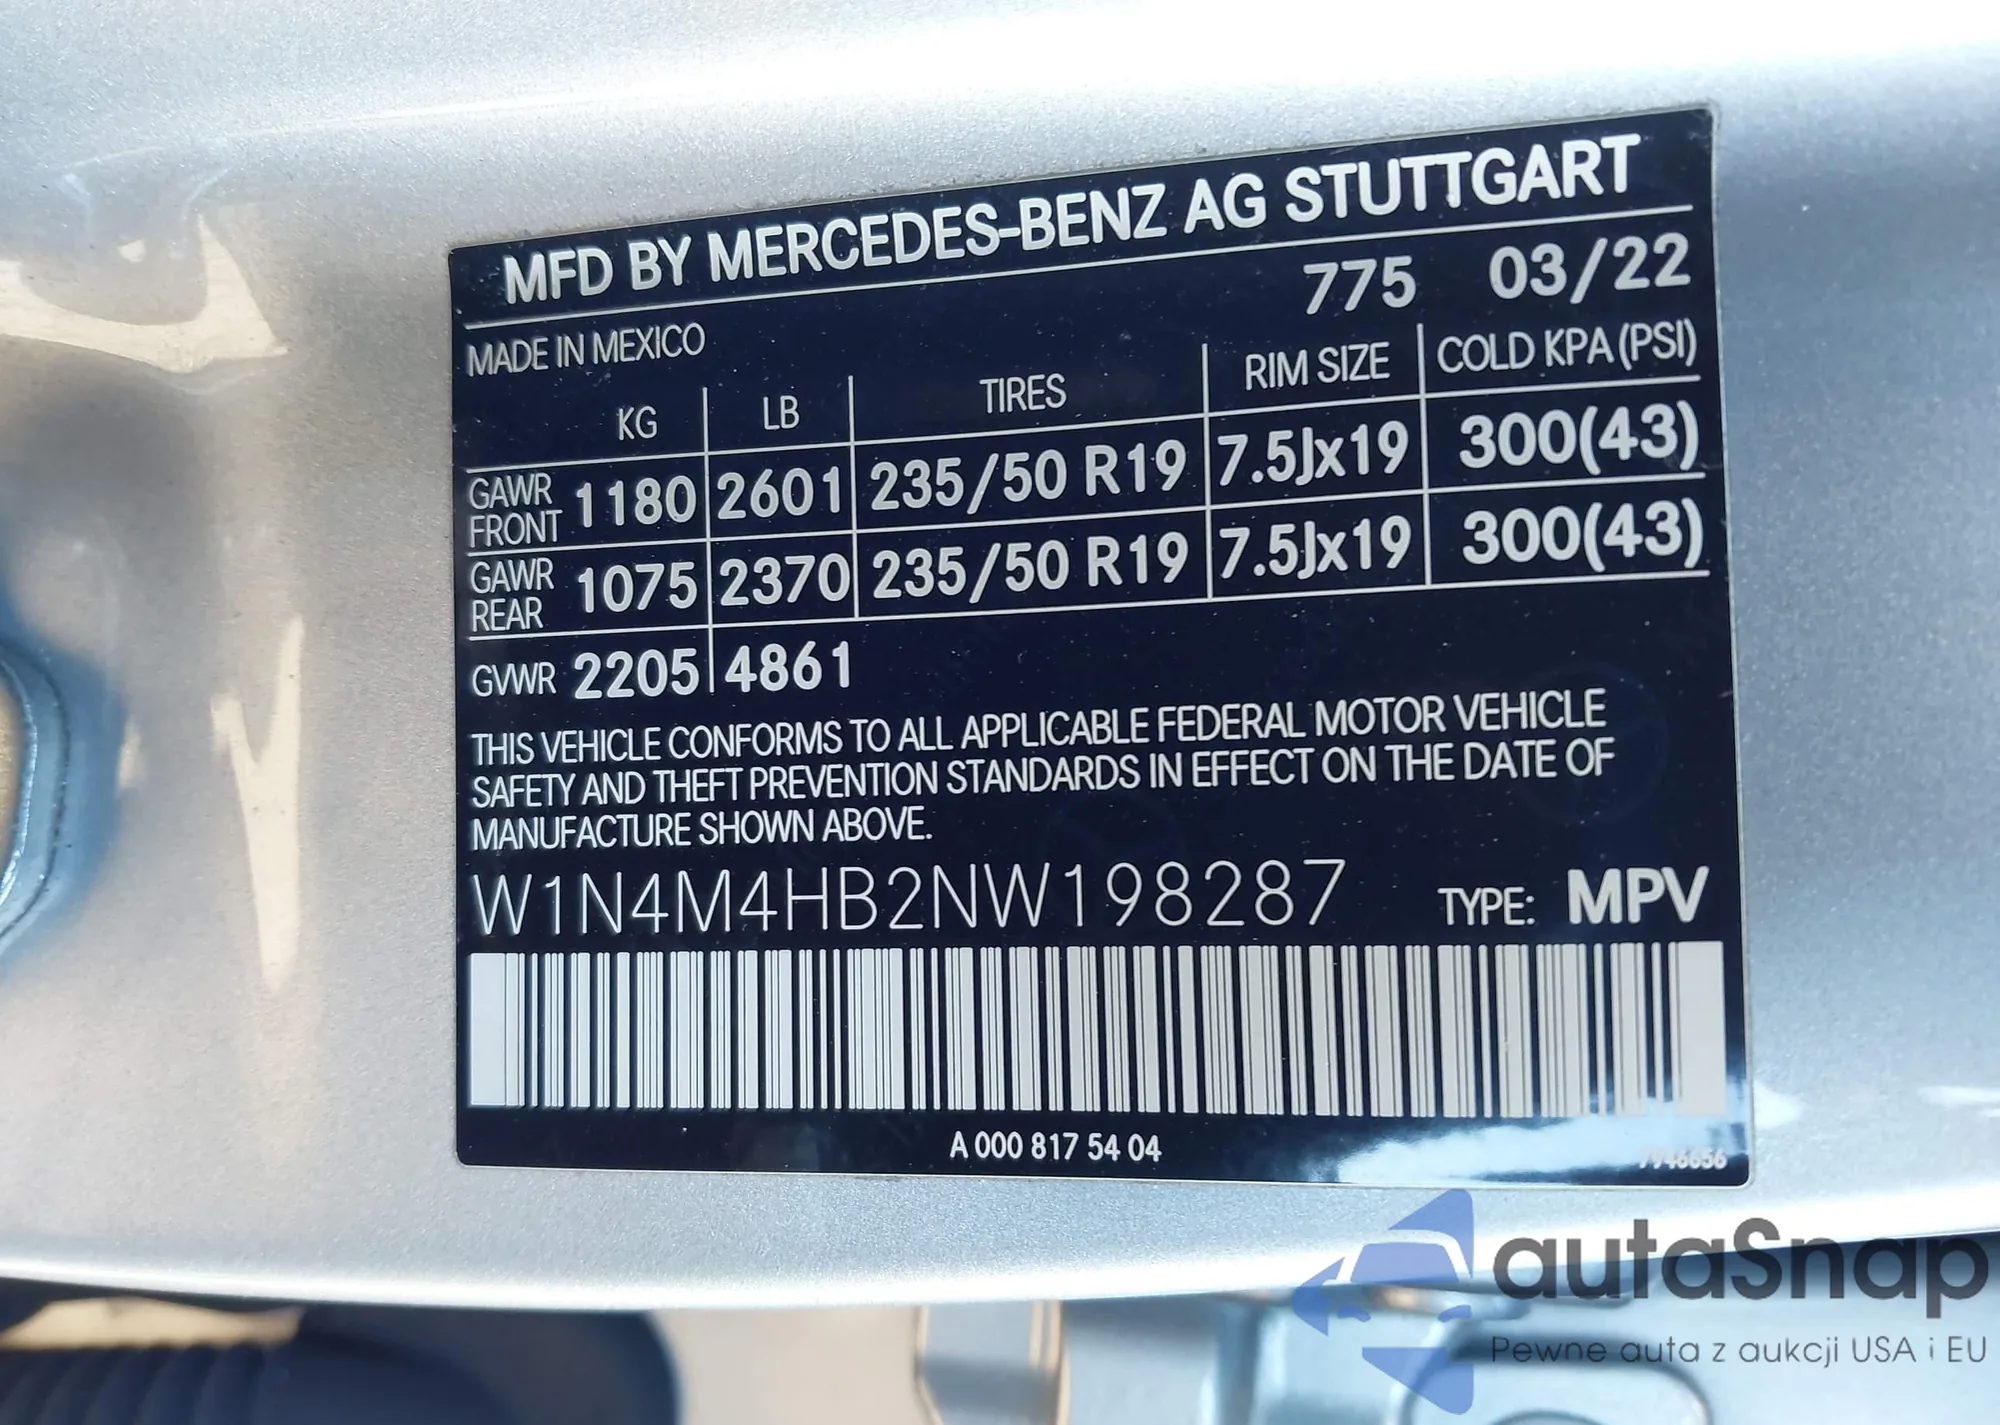 MFD BY MERCEDES-BENZ AG STUTTGART
775 03/22
MADE IN MEXICO
KG LB TIRES RIM SIZE COLD KPA (PSI)
GAWR FRONT 1180 2601 235/50 R19 7.5Jx19 300(43)
GAWR REAR 1075 2370 235/50 R19 7.5Jx19 300(43)
GVWR 2205 4861
THIS VEHICLE CONFORMS TO ALL APPLICABLE FEDERAL MOTOR VEHICLE
SAFETY AND THEFT PREVENTION STANDARDS IN EFFECT ON THE DATE OF
MANUFACTURE SHOWN ABOVE.
W1N4M4HB2NW198287 TYPE: MPV
A 000 817 54 04
7946656
autaSnap
Pewne auta z aukcji USA i EU